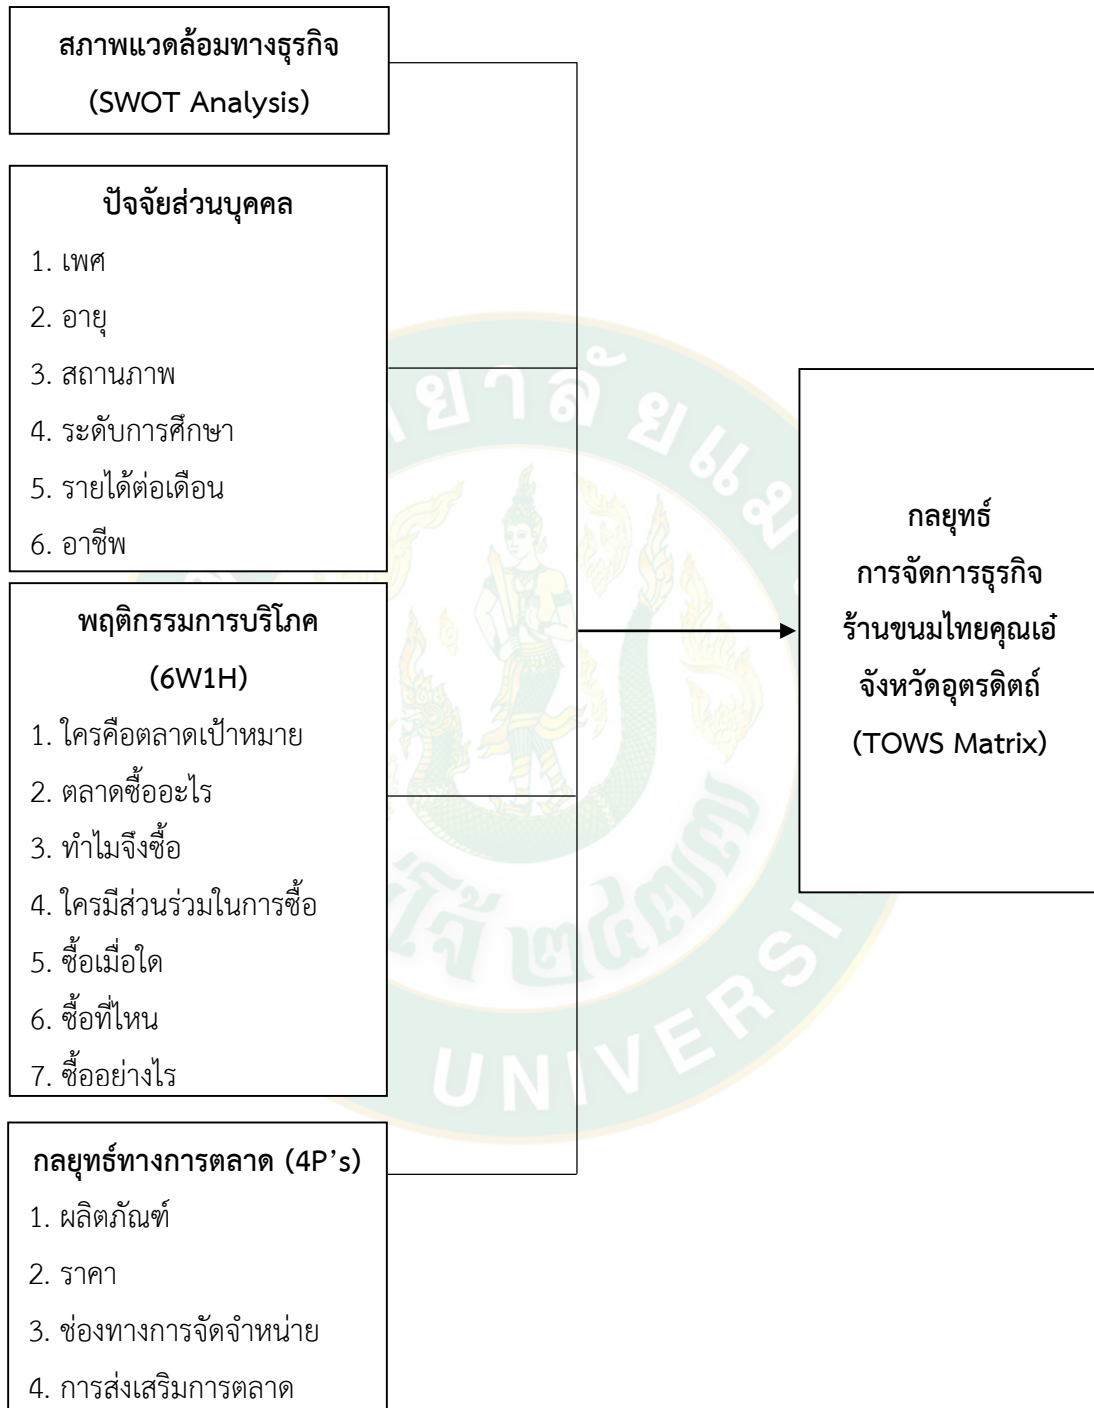 สภาพแวดล้อมทางธุรกิจ
(SWOT Analysis)
ปัจจัยส่วนบุคคล
1. เพศ
2. อายุ
3. สถานภาพ
4. ระดับการศึกษา
5. รายได้ต่อเดือน
6. อาชีพ
พฤติกรรมการบริโภค
(6W1H)
1. ใครคือตลาดเป้าหมาย
2. ตลาดซื้ออะไร
3. ทำไมจึงซื้อ
4. ใครมีส่วนร่วมในการซื้อ
5. ซื้อเมื่อใด
6. ซื้อที่ไหน
7. ซื้ออย่างไร
กลยุทธ์ทางการตลาด (4P’s)
1. ผลิตภัณฑ์
2. ราคา
3. ช่องทางการจัดจำหน่าย
4. การส่งเสริมการตลาด
กลยุทธ์
การจัดการธุรกิจ
ร้านขนมไทยคุณเอ๋
จังหวัดอุตรดิตถ์
(TOWS Matrix)
๒๔๗๗